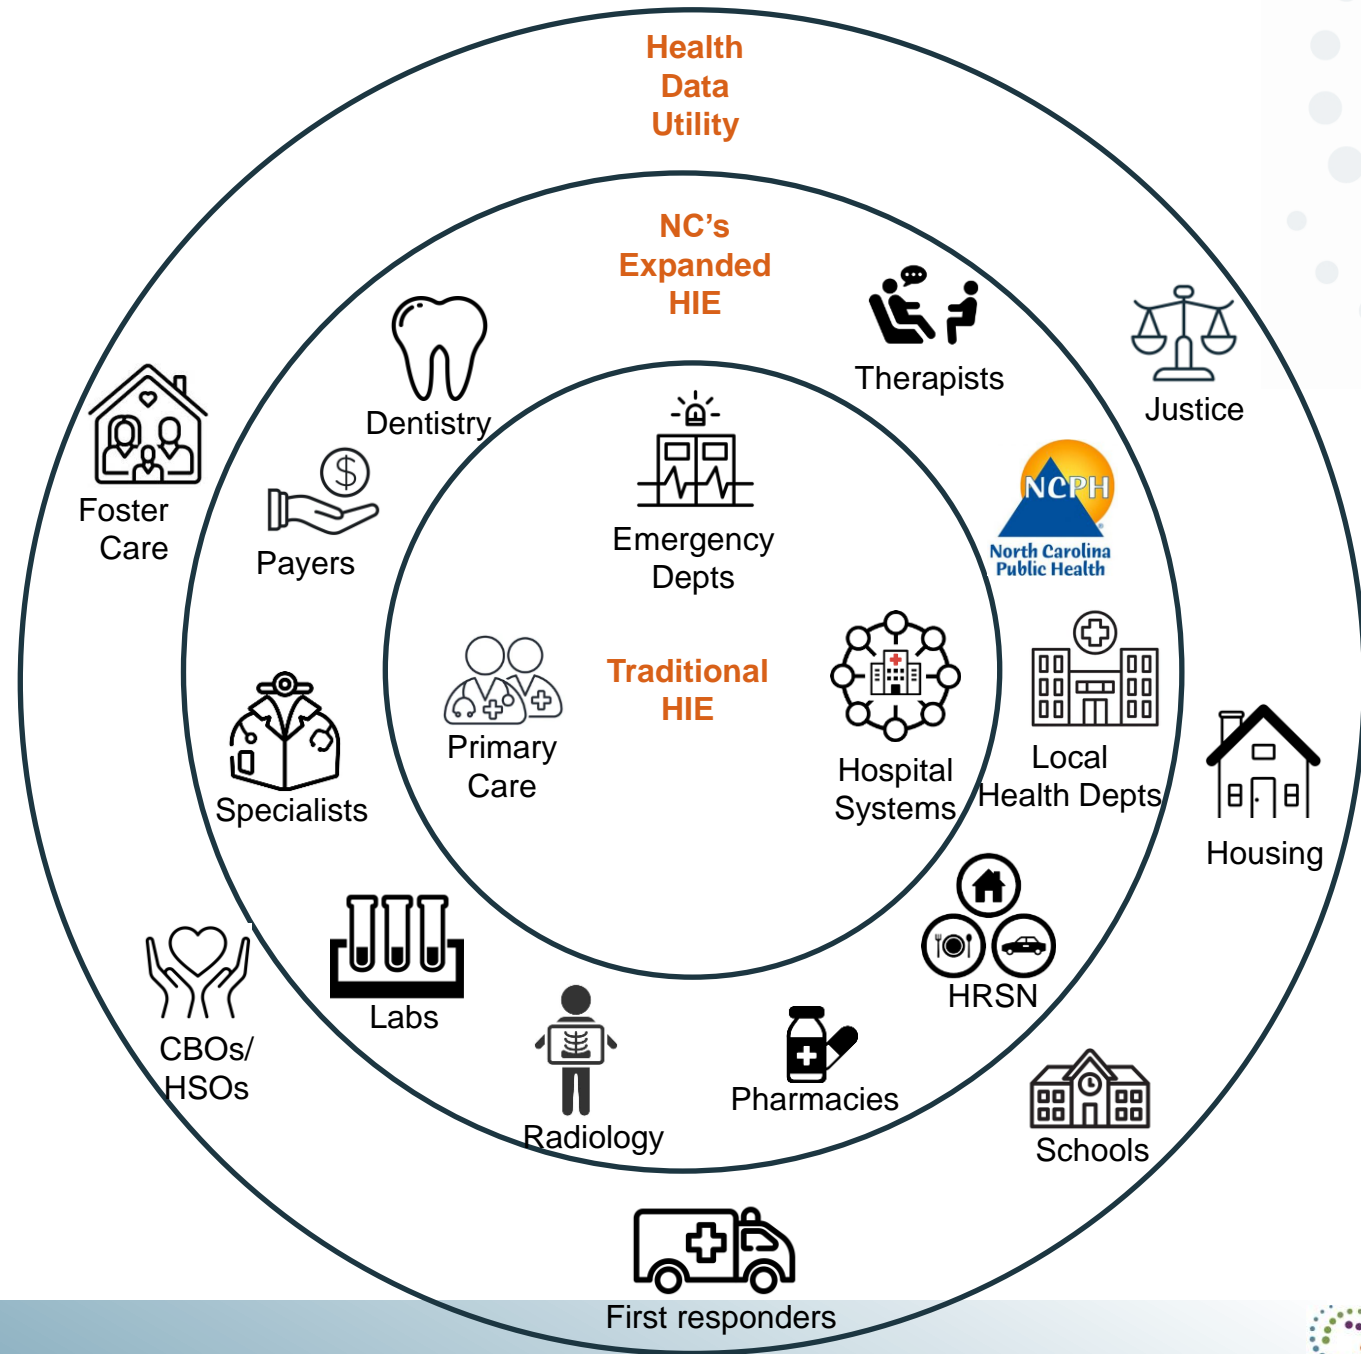 Health
Data
Utility
NC's
Expanded
HIE
Therapists
Justice
Dentistry
Foster
Care
Payers
Emergency
Depts
NCPH
North Carolina
Public Health
Traditional
HIE
Primary
Care
Hospital
Systems
Local
Health Depts
Specialists
Housing
HRSN
Labs
CBOs/
HSOs
Pharmacies
Radiology
Schools
First responders